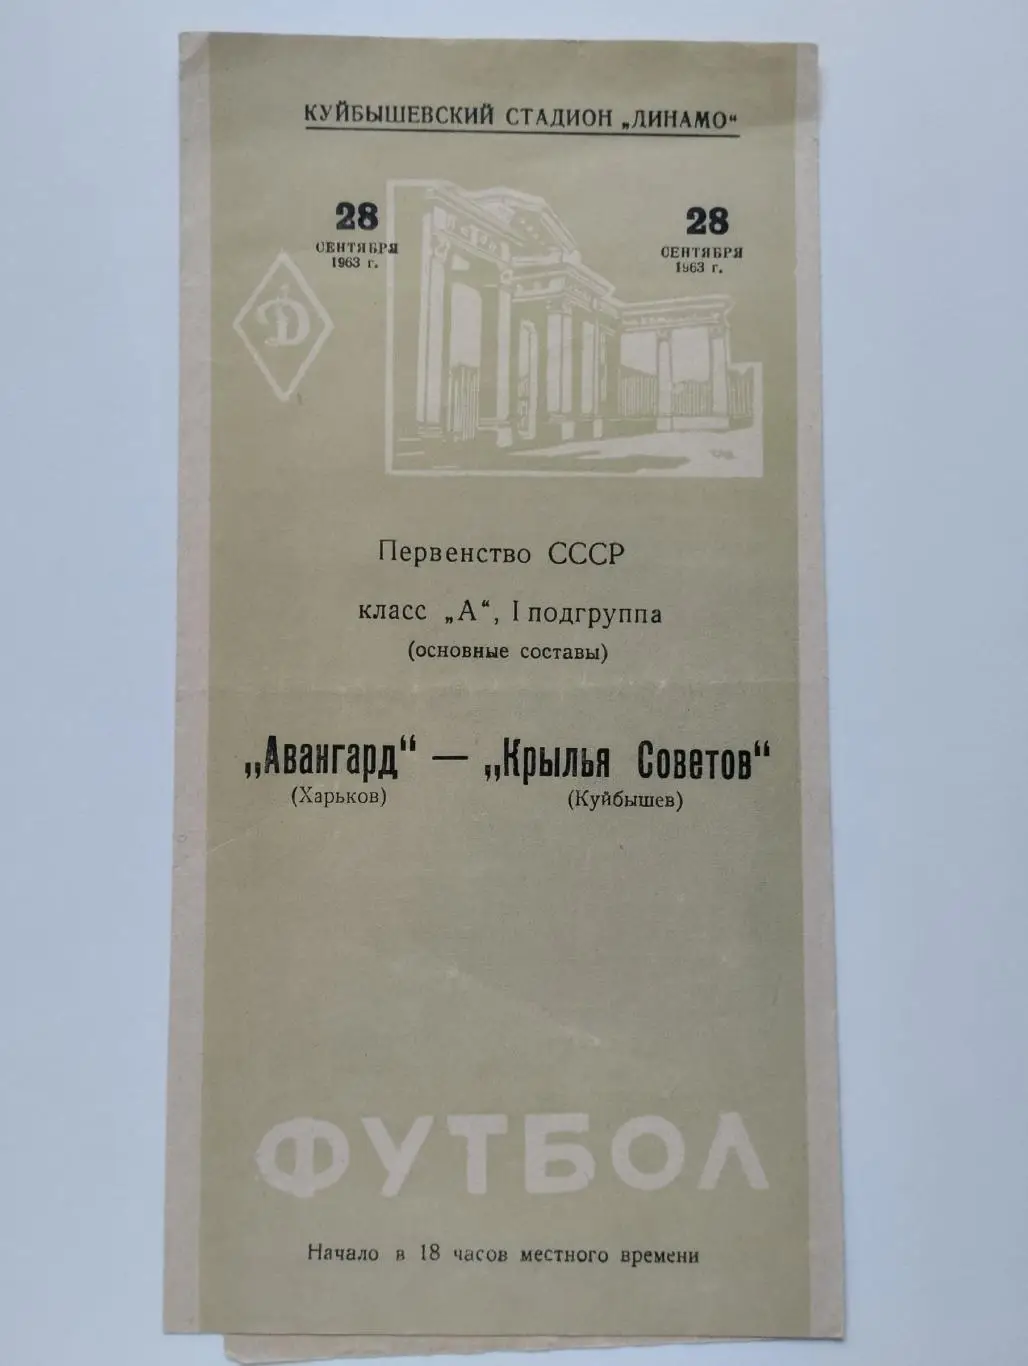 КУЙБЫШЕВСКИЙ СТАДИОН „ДИНАМО“
28
СЕНТЯБРЯ
1963 г.
28
СЕНТЯБРЯ
1963 г.
Д
Первенство СССР
класс „А“, I подгруппа
(основные составы)
„Авангард“ — „Крылья Советов“
(Харьков) (Куйбышев)
ФУТБОЛ
Начало в 18 часов местного времени